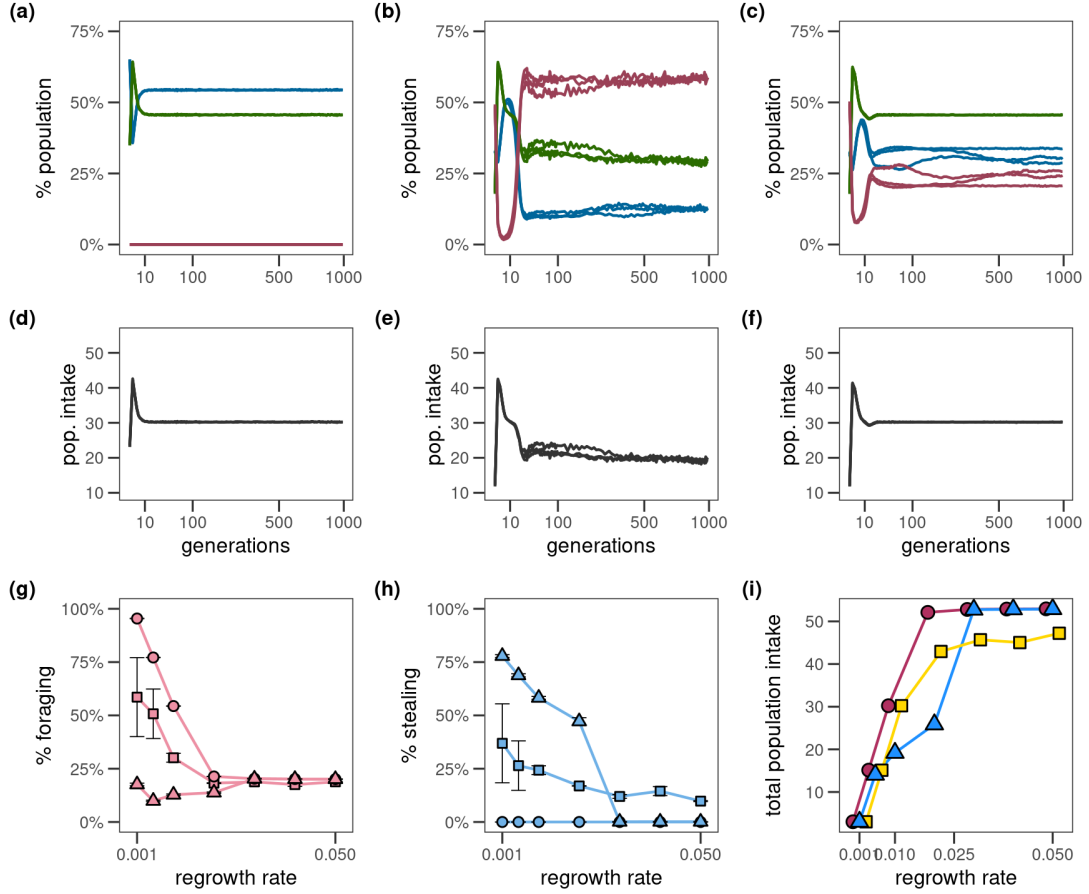 (a)
% population
75%
50%
25%
0%
10 100 500 1000
(b)
% population
75%
50%
25%
0%
10 100 500 1000
(c)
% population
75%
50%
25%
0%
10 100 500 1000
(d)
pop. intake
50
40
30
20
10
10 100 500 1000
generations
(e)
pop. intake
50
40
30
20
10
10 100 500 1000
generations
(f)
pop. intake
50
40
30
20
10
10 100 500 1000
generations
(g)
% foraging
100%
75%
50%
25%
0%
0.001 0.050
regrowth rate
(h)
% stealing
100%
75%
50%
25%
0%
0.001 0.050
regrowth rate
(i)
total population intake
50
40
30
20
10
0.001 0.010 0.025 0.050
regrowth rate